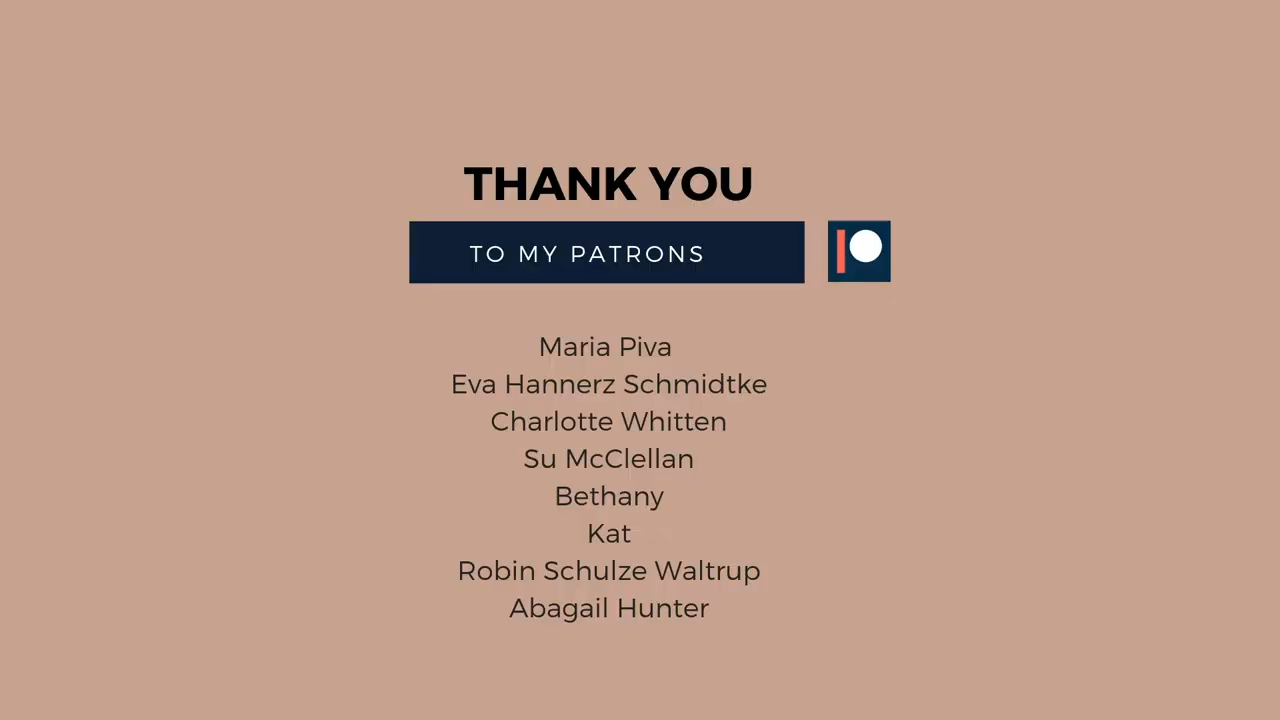 THANK YOU
TO MY PATRONS
Maria Piva
Eva Hannerz Schmidtke
Charlotte Whitten
Su McClellan
Bethany
Kat
Robin Schulze Waltrup
Abagail Hunter